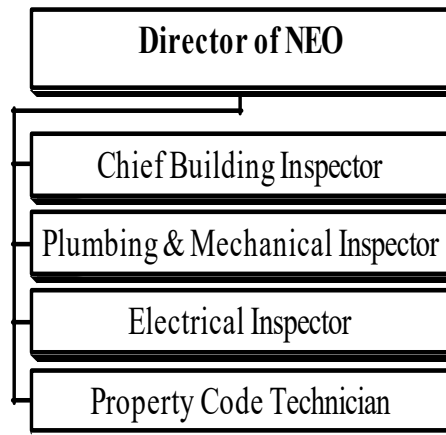 Director of NEO
Chief Building Inspector
Plumbing & Mechanical Inspector
Electrical Inspector
Property Code Technician